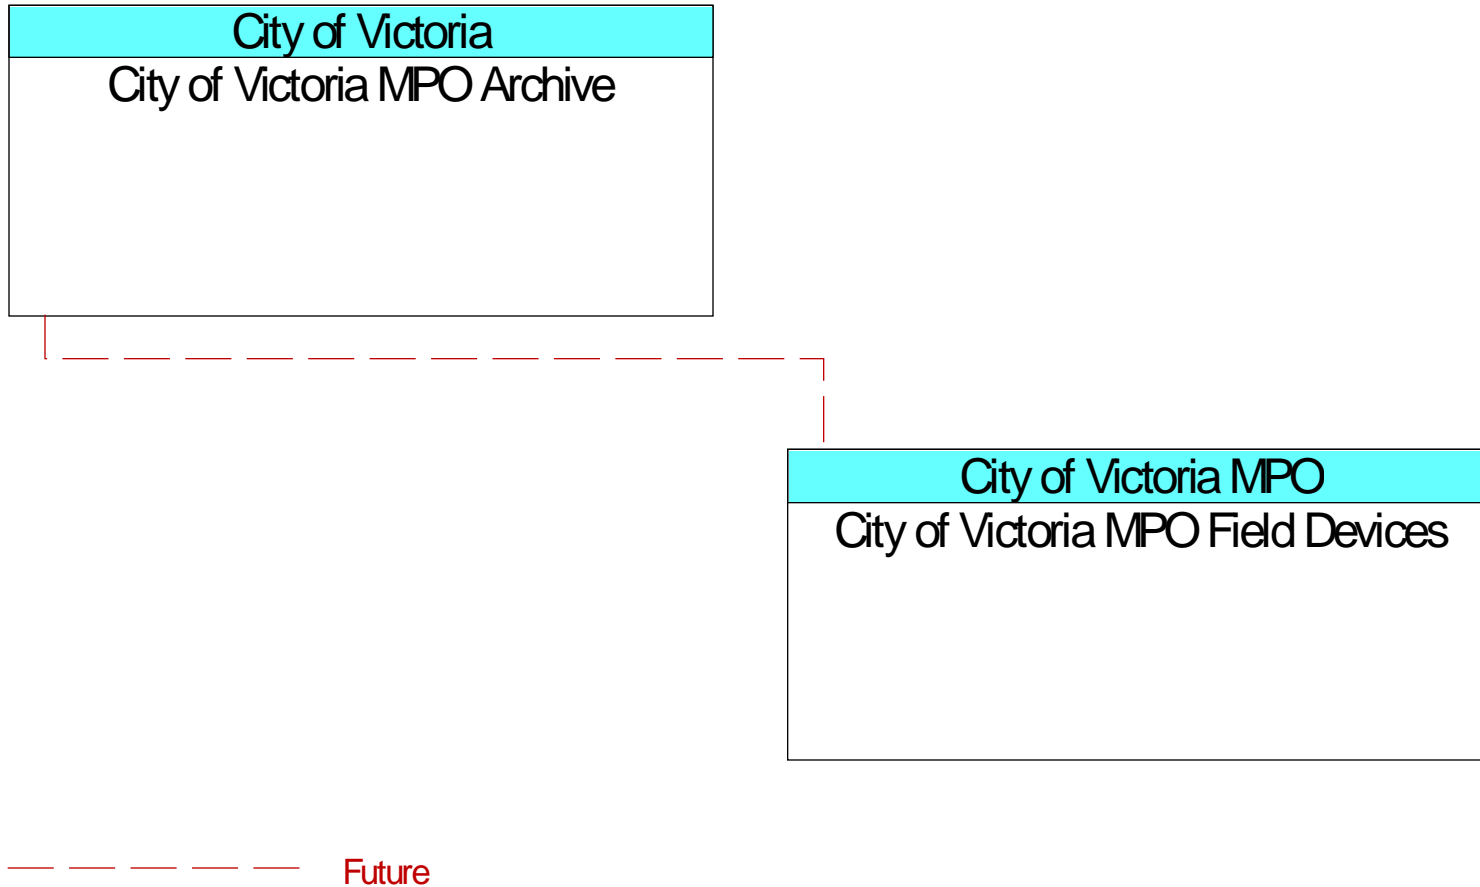 City of Victoria
City of Victoria MPO Archive
City of Victoria MPO
City of Victoria MPO Field Devices
Future